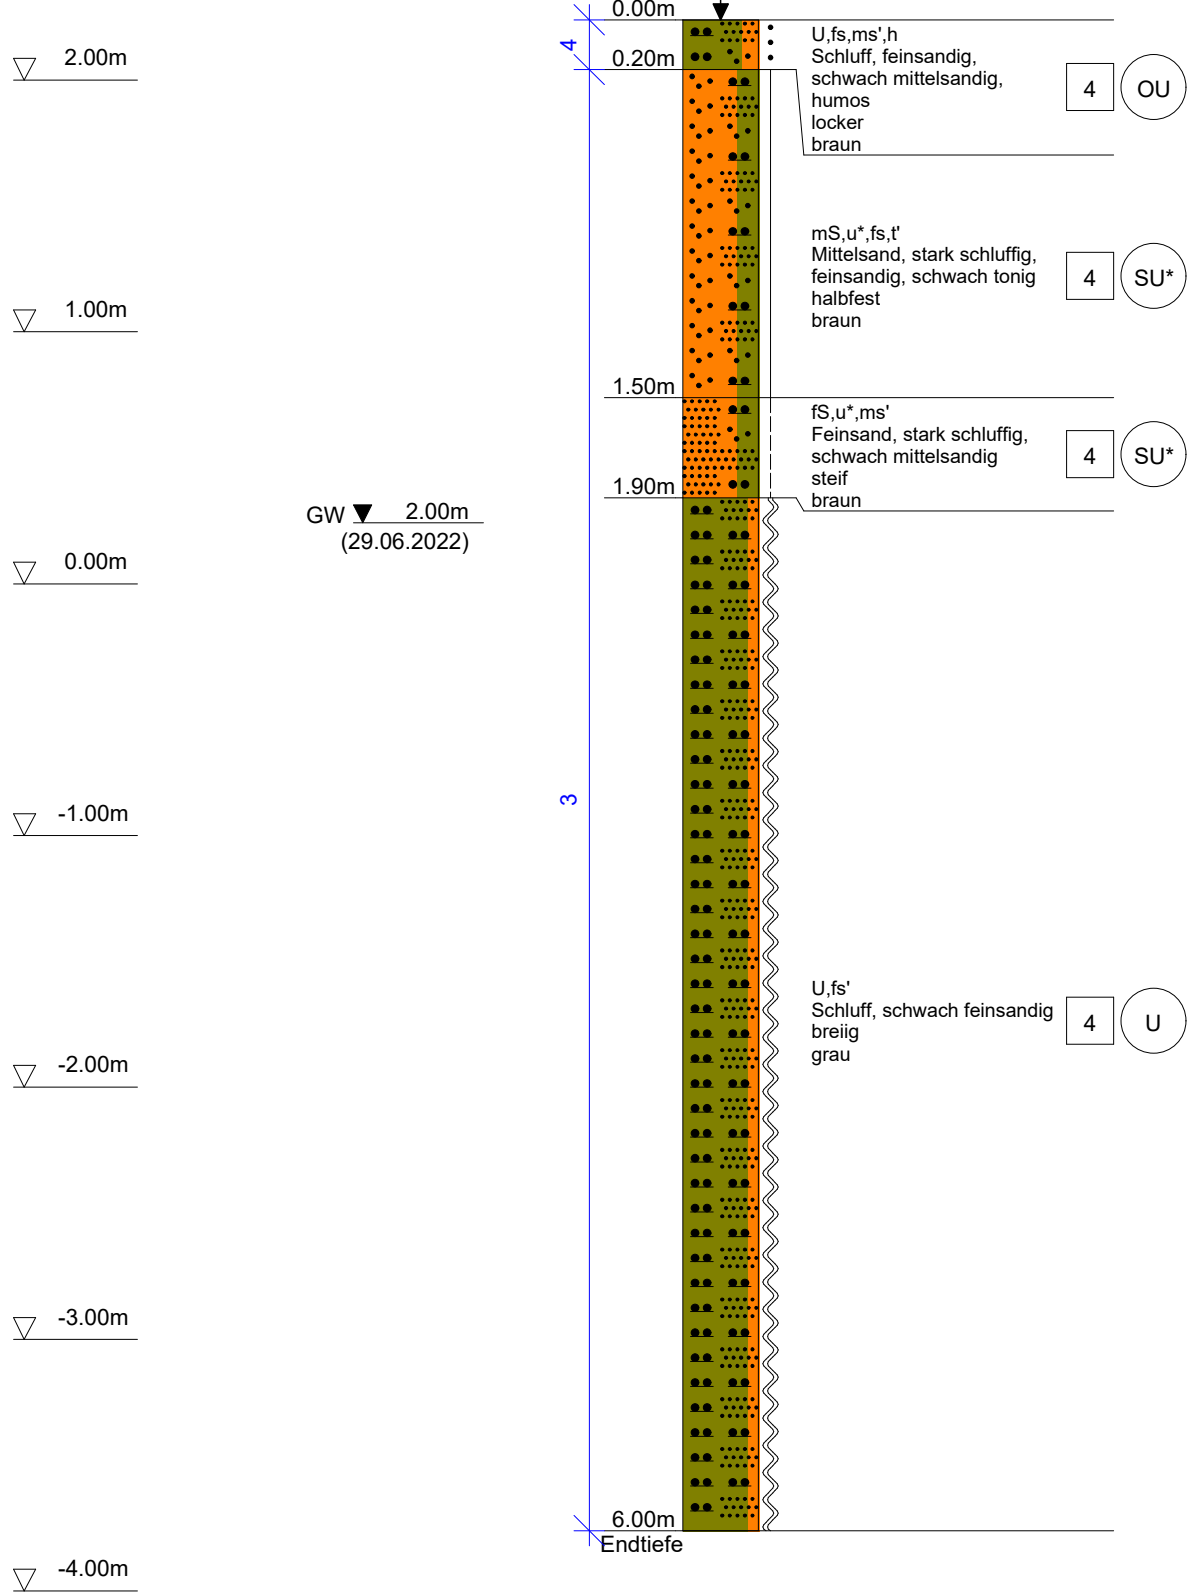 0.00m
U,fs,ms',h
Schluff, feinsandig,
schwach mittelsandig,
humos
locker
braun
4
OU
4
0.20m
2.00m
mS,u*,fs,t'
Mittelsand, stark schluffig,
feinsandig, schwach tonig
halbfest
braun
4
SU*
1.00m
1.50m
fS,u*,ms'
Feinsand, stark schluffig,
schwach mittelsandig
steif
braun
4
SU*
1.90m
GW 2.00m
(29.06.2022)
0.00m
3
-1.00m
U,fs'
Schluff, schwach feinsandig
breiig
grau
4
U
-2.00m
-3.00m
6.00m
Endtiefe
-4.00m